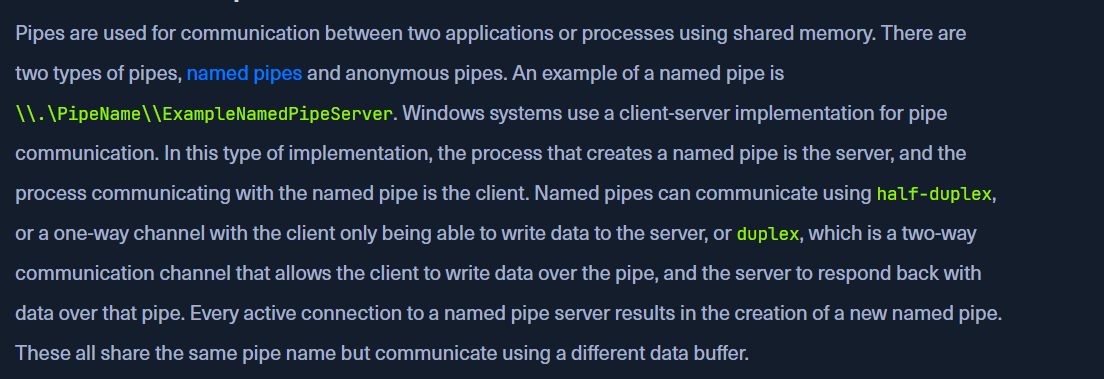 Pipes are used for communication between two applications or processes using shared memory. There are
two types of pipes, named pipes and anonymous pipes. An example of a named pipe is
\\.\PipeName\\ExampleNamedPipeServer. Windows systems use a client-server implementation for pipe
communication. In this type of implementation, the process that creates a named pipe is the server, and the
process communicating with the named pipe is the client. Named pipes can communicate using half-duplex,
or a one-way channel with the client only being able to write data to the server, or duplex, which is a two-way
communication channel that allows the client to write data over the pipe, and the server to respond back with
data over that pipe. Every active connection to a named pipe server results in the creation of a new named pipe.
These all share the same pipe name but communicate using a different data buffer.